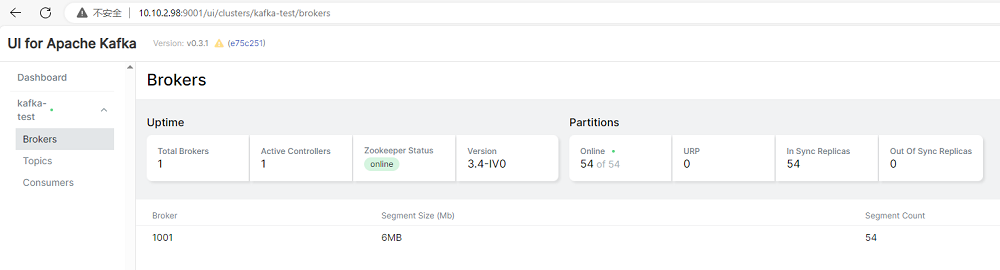 不安全 10.10.2.98:9001/ui/clusters/kafka-test/brokers
UI for Apache Kafka Version: v0.3.1 (e75c251)
Dashboard
kafka-
test
Brokers
Topics
Consumers
Brokers
Uptime
Total Brokers
1
Active Controllers
1
Zookeeper Status
online
Version
3.4-IV0
Partitions
Online
54 of 54
URP
0
In Sync Replicas
54
Out Of Sync Replicas
0
Broker Segment Size (Mb) Segment Count
1001 6MB 54